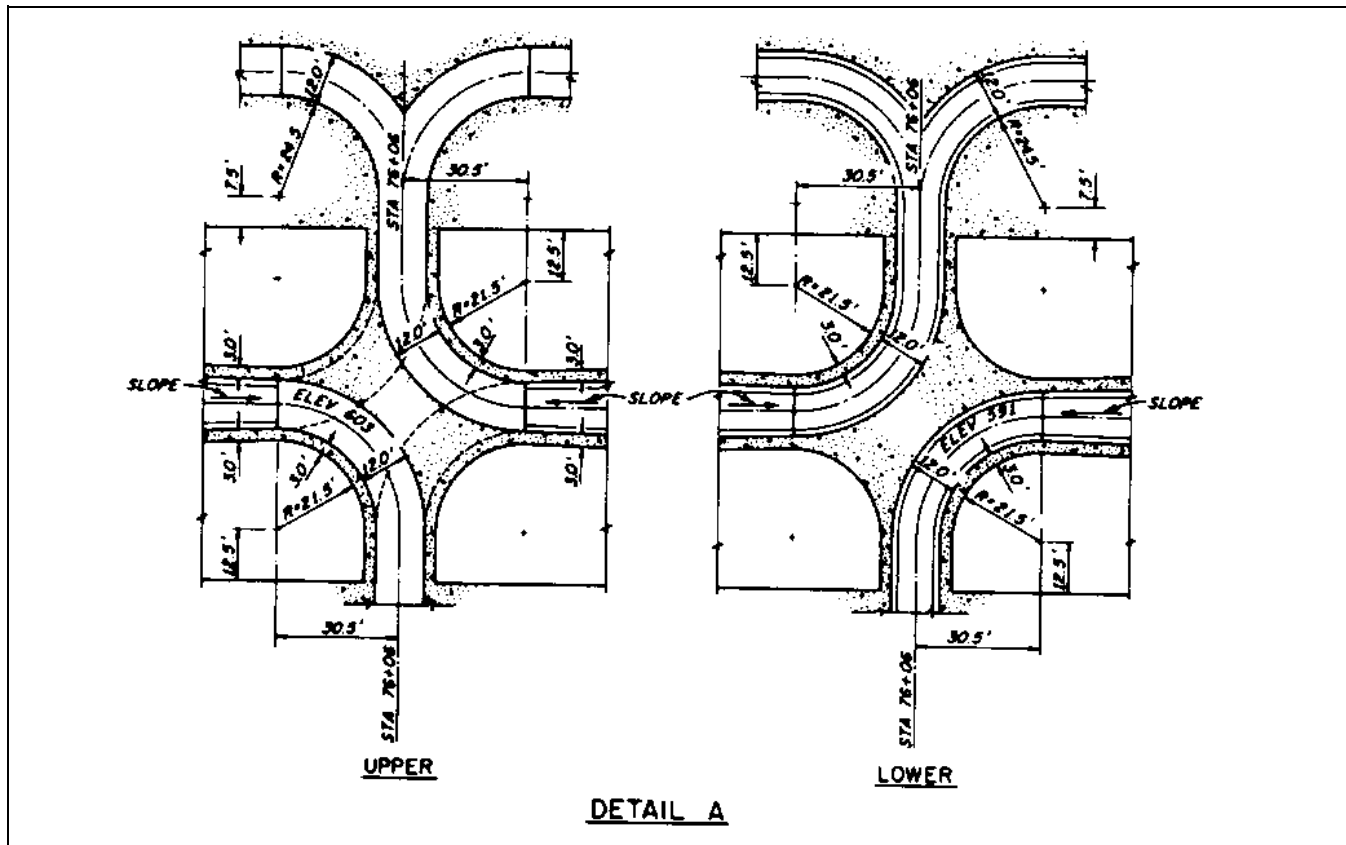 12.0'
R=24.5
7.5'
STA 76+06
30.5'
12.5'
R=21.5'
12.0'
3.0'
3.0'
3.0'
SLOPE
ELEV 603
3.0'
3.0'
3.0'
12.0'
R=21.5'
12.5'
30.5'
STA 76+06
UPPER
SLOPE
STA 76+06
12.0'
R=24.5'
7.5'
30.5'
12.5'
R=21.5'
3.0'
12.0'
SLOPE
ELEV 591
12.0'
3.0'
R=21.5'
12.5'
30.5'
STA 76+06
LOWER
DETAIL A